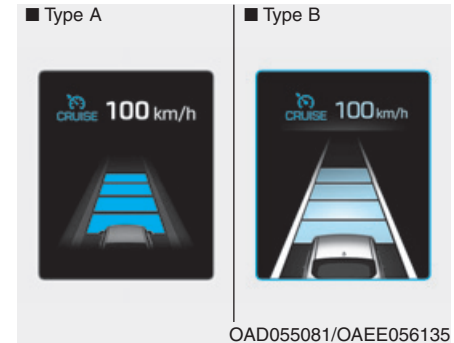 ■ Type A
■ Type B
CRUISE 100 km/h
CRUISE 100 km/h
OAD055081/OAEE056135